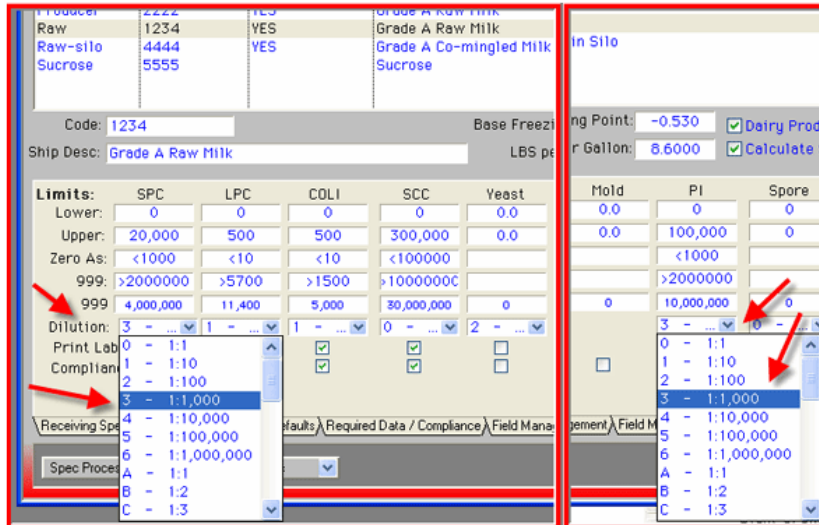 Producer 2222 YES Grade A Raw Milk
Raw 1234 YES Grade A Raw Milk
Raw-silo 4444 YES Grade A Co-mingled Milk in Silo
Sucrose 5555 Sucrose
Code: 1234 Base Freezi ng Point: -0.530 Dairy Prod
Ship Desc: Grade A Raw Milk LBS pe r Gallon: 8.6000 Calculate
Limits: SPC LPC COLI SCC Yeast Mold PI Spore
Lower: 0 0 0 0 0.0 0.0 0 0
Upper: 20,000 500 500 300,000 0.0 0.0 100,000 0
Zero As: <1000 <10 <10 <100000 <1000
999: >2000000 >5700 >1500 >1000000C >2000000
999 4,000,000 11,400 5,000 30,000,000 0 0 10,000,000 0
Dilution: 3 - ... 1 - ... 1 - ... 0 - ... 2 - ... 3 - ... 0 - ...
Print Lab 0 - 1:1 0 - 1:1
Complian 1 - 1:10 1 - 1:10
2 - 1:100 2 - 1:100
3 - 1:1,000 3 - 1:1,000
4 - 1:10,000 4 - 1:10,000
Receiving Spe efaults Required Data / Compliance Field Manag gement Field M
5 - 1:100,000 5 - 1:100,000
6 - 1:1,000,000 6 - 1:1,000,000
Spec Proces A - 1:1 A - 1:1
B - 1:2 B - 1:2
C - 1:3 C - 1:3